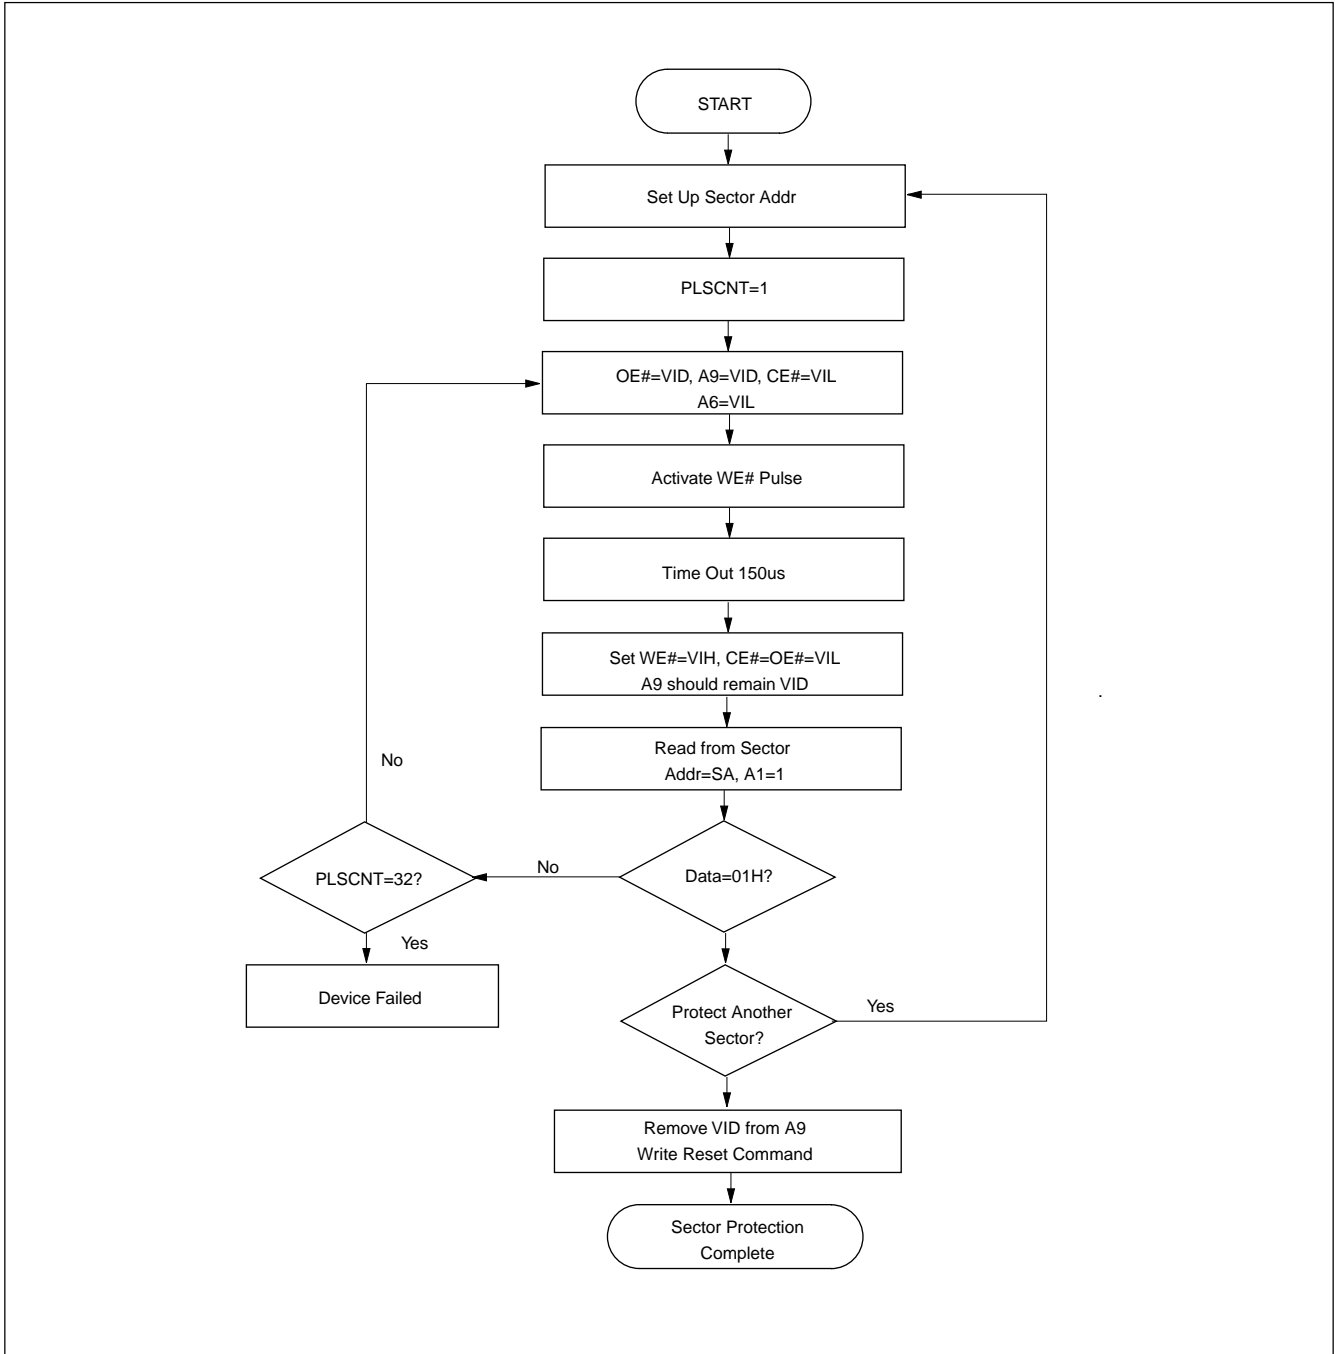 START
Set Up Sector Addr
PLSCNT=1
OE#=VID, A9=VID, CE#=VIL
A6=VIL
Activate WE# Pulse
Time Out 150us
Set WE#=VIH, CE#=OE#=VIL
A9 should remain VID
.
Read from Sector
Addr=SA, A1=1
No
PLSCNT=32?
No
Data=01H?
Yes
Device Failed
Protect Another
Sector?
Yes
Remove VID from A9
Write Reset Command
Sector Protection
Complete